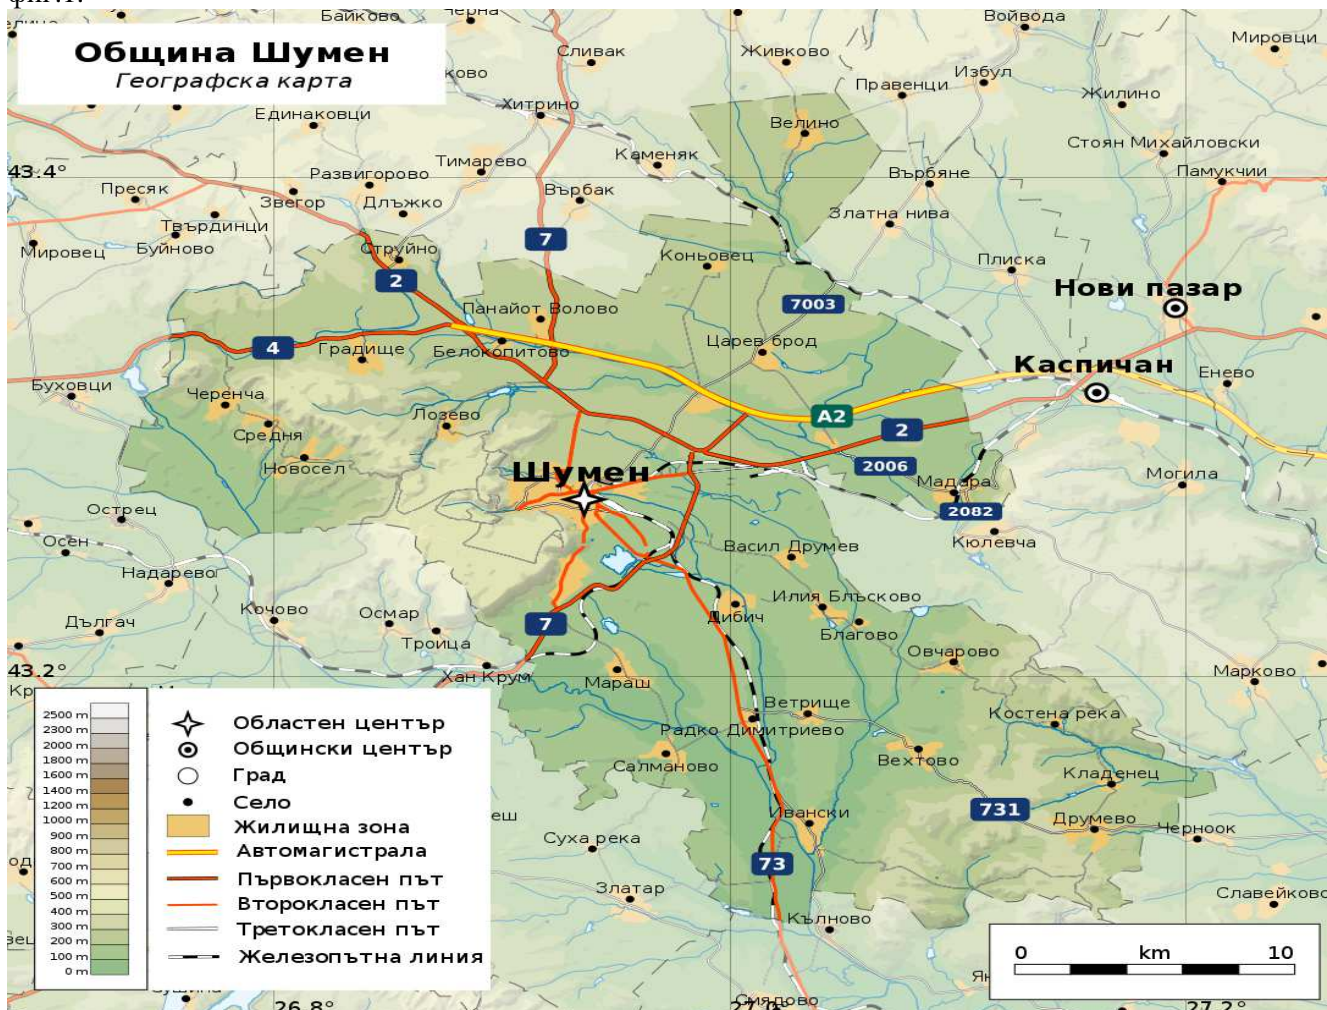 Байково
Черна
Войвода
Община Шумен
Географска карта
Сливак
Живково
Мировци
Правенци
Избул
Жилино
Хитрино
Единаковци
Велино
Стоян Михайловски
43.4°
Тимарево
Каменяк
Пресяк
Развигорово
Върбак
Върбяне
Памукчии
Звегор
Длъжко
Златна нива
Твърдинци
Мировец
Буйново
Струйно
7
Коньовец
Плиска
2
Нови пазар
Панайот Волово
7003
4
Градище
Белокопитово
Царев брод
Каспичан
Буховци
Черенча
Енево
Лозево
A2
Средня
2
Новосел
Шумен
2006
Могила
Мадара
Острец
2082
Осен
Васил Друмев
Кюлевча
Надарево
Кочово
Осмар
Дибич
Илия Блъсково
Дългач
7
Благово
Троица
Овчарово
43.2°
Хан Крум
Мараш
Марково
Ветрище
Костена река
Радко Димитриево
Салманово
Вехтово
Кладенец
731
Ивански
Друмево
Черноок
Суха река
73
Златар
Славейково
Кълново
Смядово
26.8°
27.0°
27.2°
2500 m
2300 m
2000 m
1800 m
1600 m
1400 m
1200 m
1000 m
900 m
800 m
700 m
600 m
500 m
400 m
300 m
200 m
100 m
0 m
Областен център
Общински център
Град
Село
Жилищна зона
Автомагистрала
Първокласен път
Второкласен път
Третокласен път
Железопътна линия
0 km 10